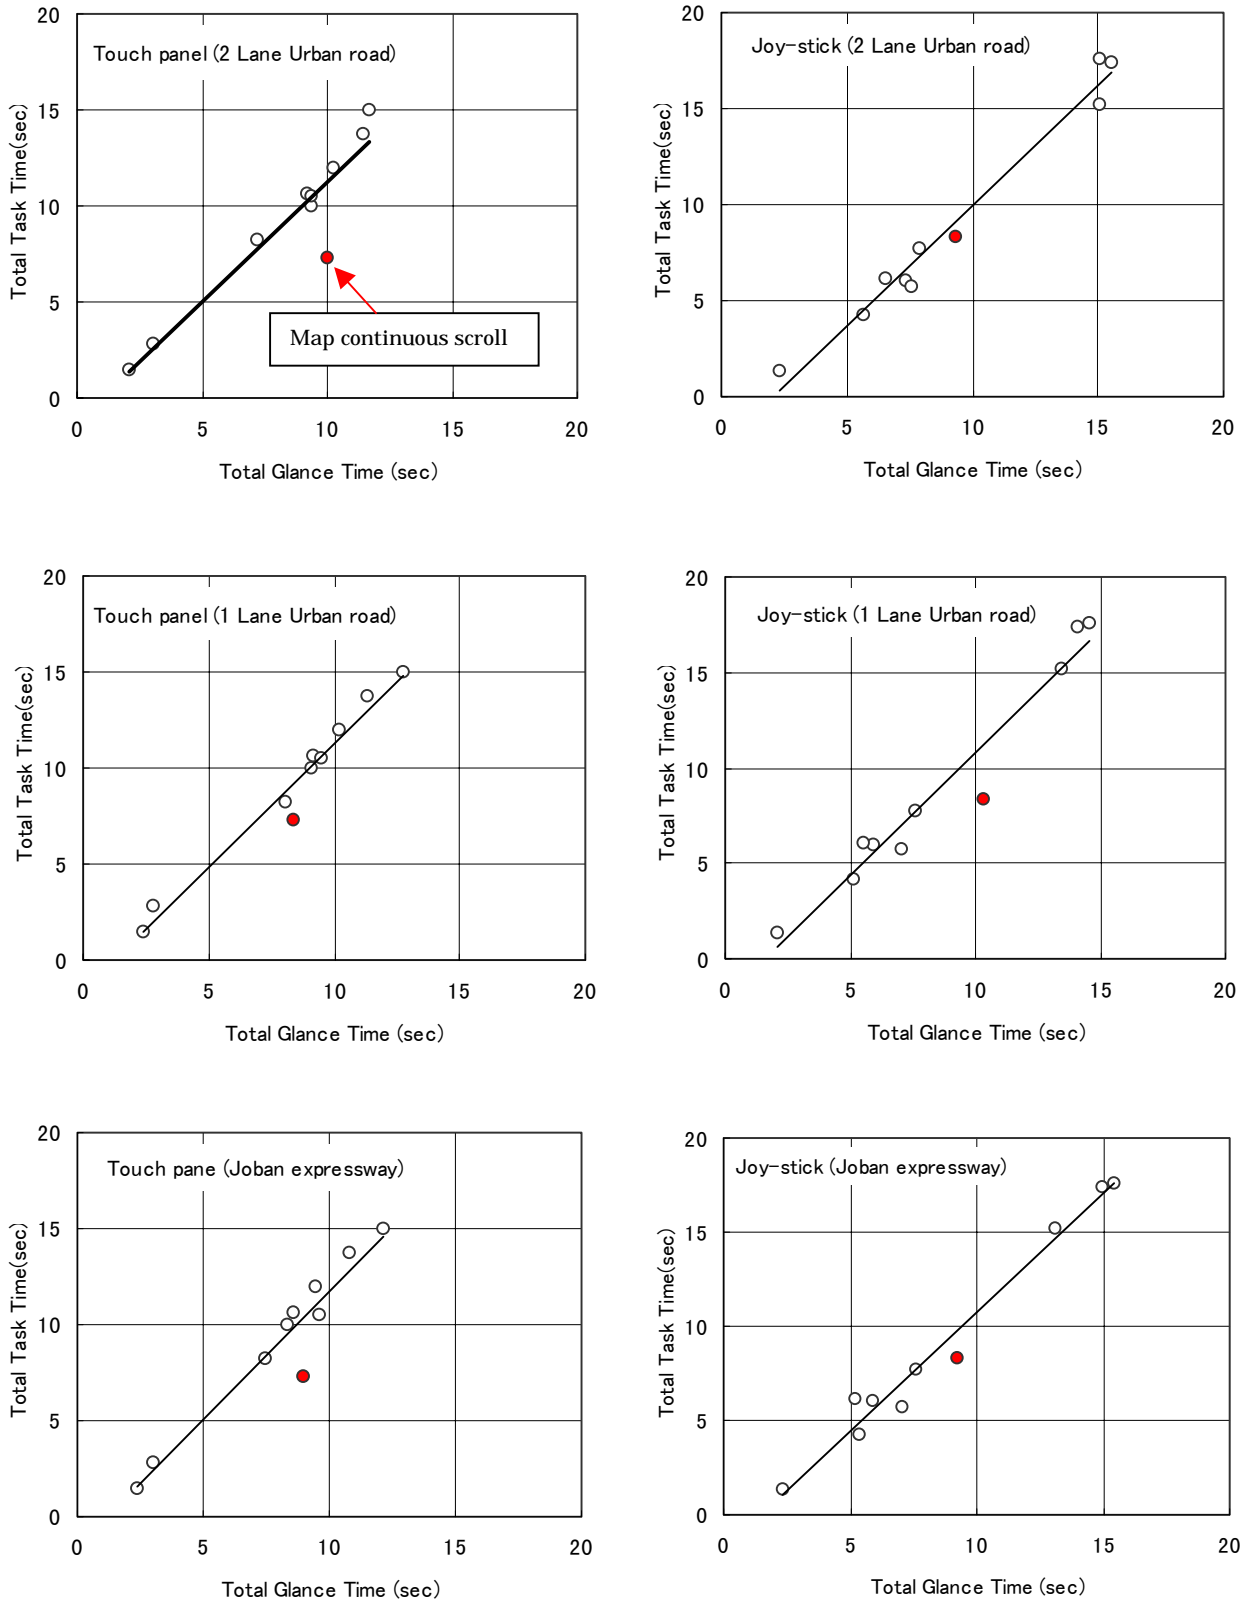 Touch panel (2 Lane Urban road)
Total Task Time(sec)
20
15
10
5
0
Map continuous scroll
0 5 10 15 20
Total Glance Time (sec)
Joy-stick (2 Lane Urban road)
Total Task Time(sec)
20
15
10
5
0
0 5 10 15 20
Total Glance Time (sec)
Touch panel (1 Lane Urban road)
Total Task Time(sec)
20
15
10
5
0
0 5 10 15 20
Total Glance Time (sec)
Joy-stick (1 Lane Urban road)
Total Task Time(sec)
20
15
10
5
0
0 5 10 15 20
Total Glance Time (sec)
Touch pane (Joban expressway)
Total Task Time(sec)
20
15
10
5
0
0 5 10 15 20
Total Glance Time (sec)
Joy-stick (Joban expressway)
Total Task Time(sec)
20
15
10
5
0
0 5 10 15 20
Total Glance Time (sec)